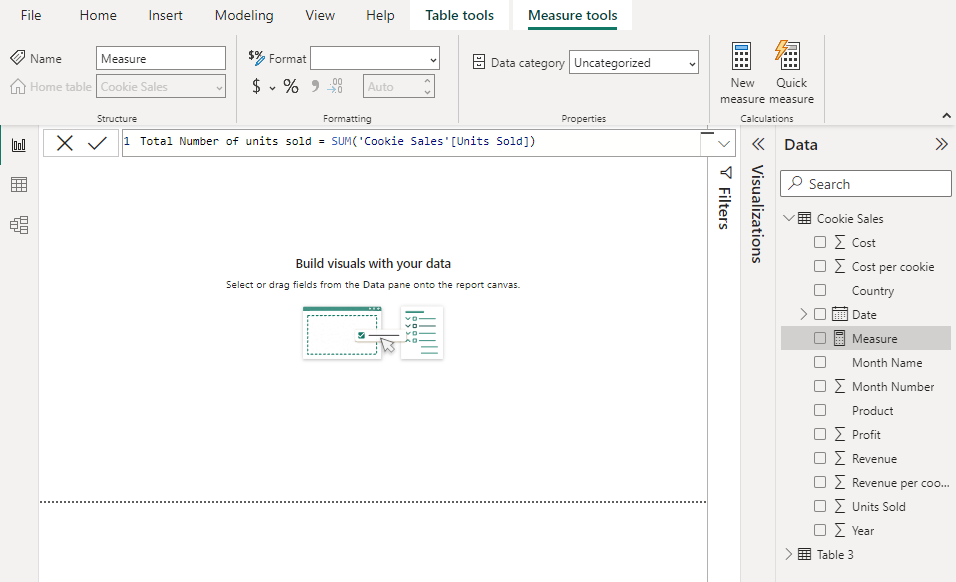 File Home Insert Modeling View Help Table tools Measure tools
Name Measure
Home table Cookie Sales
Structure
$% Format
$ % 9 .00 Auto
Formatting
Data category Uncategorized
Properties
New measure
Quick measure
Calculations
1 Total Number of units sold = SUM('Cookie Sales'[Units Sold])
Build visuals with your data
Select or drag fields from the Data pane onto the report canvas.
Filters
Visualizations
Data
Search
Cookie Sales
Cost
Cost per cookie
Country
Date
Measure
Month Name
Month Number
Product
Profit
Revenue
Revenue per coo...
Units Sold
Year
Table 3